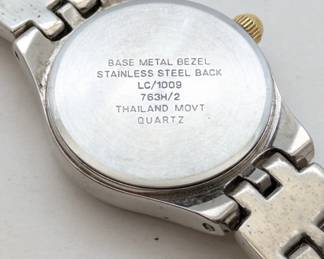 BASE METAL BEZEL
STAINLESS STEEL BACK
LC/1009
763H/2
THAILAND MOVT
QUARTZ